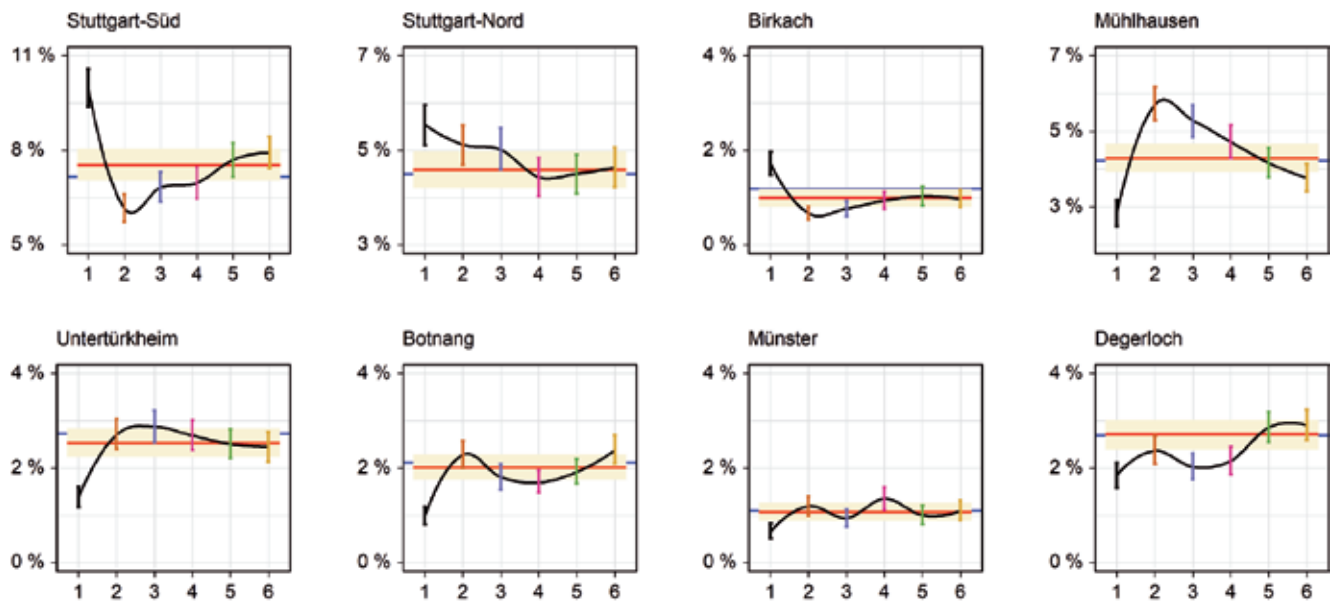 Stuttgart-Süd
11 %
8 %
5 %
1 2 3 4 5 6
Stuttgart-Nord
7 %
5 %
3 %
1 2 3 4 5 6
Birkach
4 %
2 %
0 %
1 2 3 4 5 6
Mühlhausen
7 %
5 %
3 %
1 2 3 4 5 6
Untertürkheim
4 %
2 %
0 %
1 2 3 4 5 6
Botnang
4 %
2 %
0 %
1 2 3 4 5 6
Münster
4 %
2 %
0 %
1 2 3 4 5 6
Degerloch
4 %
2 %
0 %
1 2 3 4 5 6